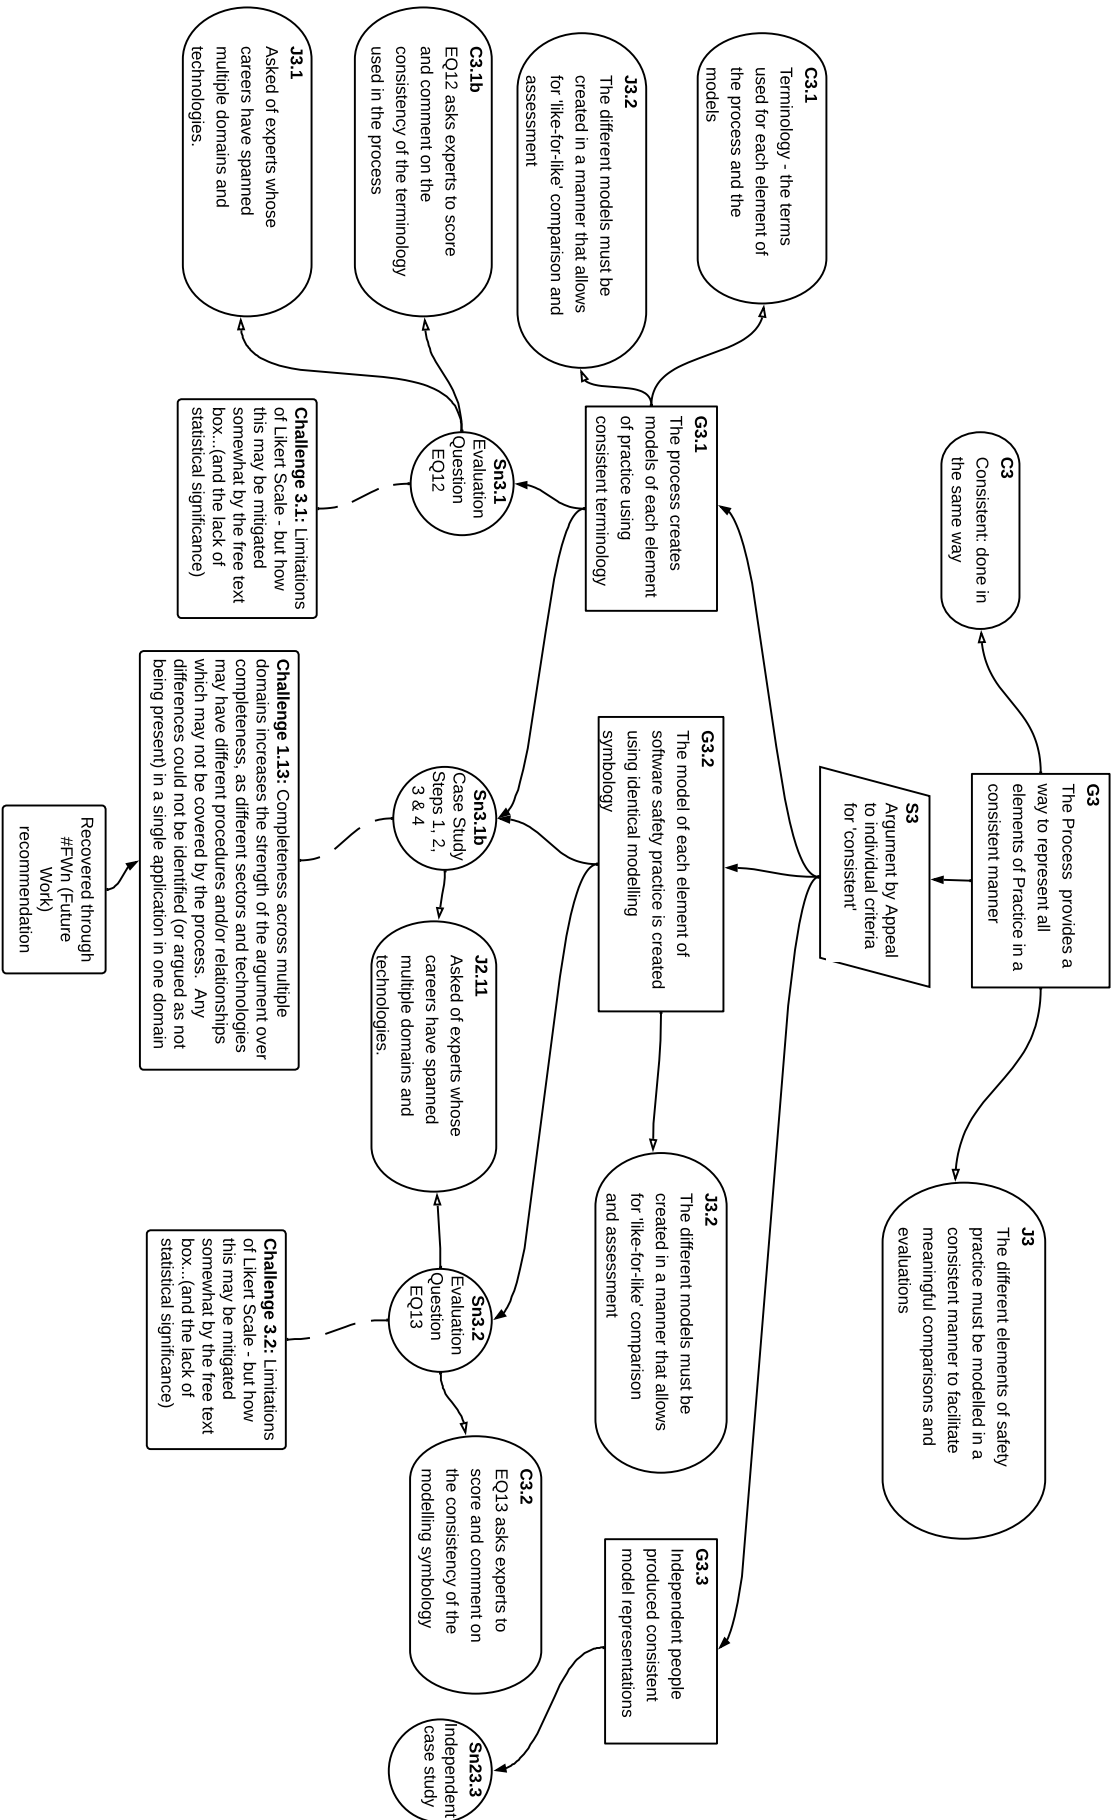 G3
The Process provides a
way to represent all
elements of Practice in a
consistent manner
C3
Consistent: done in
the same way
J3
The different elements of safety
practice must be modelled in a
consistent manner to facilitate
meaningful comparisons and
evaluations
S3
Argument by Appeal
to individual criteria
for 'consistent'
C3.1
Terminology - the terms
used for each element of
the process and the
models
J3.2
The different models must be
created in a manner that allows
for 'like-for-like' comparison and
assessment
G3.1
The process creates
models of each element
of practice using
consistent terminology
G3.2
The model of each element of
software safety practice is created
using identical modelling
symbology
J3.2
The different models must be
created in a manner that allows
for 'like-for-like' comparison
and assessment
G3.3
Independent people
produced consistent
model representations
C3.1b
EQ12 asks experts to score
and comment on the
consistency of the terminology
used in the process
J3.1
Asked of experts whose
careers have spanned
multiple domains and
technologies.
Sn3.1
Evaluation
Question
EQ12
Sn3.1b
Case Study
Steps 1, 2,
3 & 4
J2.11
Asked of experts whose
careers have spanned
multiple domains and
technologies.
Sn3.2
Evaluation
Question
EQ13
C3.2
EQ13 asks experts to
score and comment on
the consistency of the
modelling symbology
Sn23.3
Independent
case study
Challenge 3.1: Limitations
of Likert Scale - but how
this may be mitigated
somewhat by the free text
box...(and the lack of
statistical significance)
Challenge 1.13: Completeness across multiple
domains increases the strength of the argument over
completeness, as different sectors and technologies
may have different procedures and/or relationships
which may not be covered by the process. Any
differences could not be identified (or argued as not
being present) in a single application in one domain
Challenge 3.2: Limitations
of Likert Scale - but how
this may be mitigated
somewhat by the free text
box...(and the lack of
statistical significance)
Recovered through
#FWn (Future
Work)
recommendation